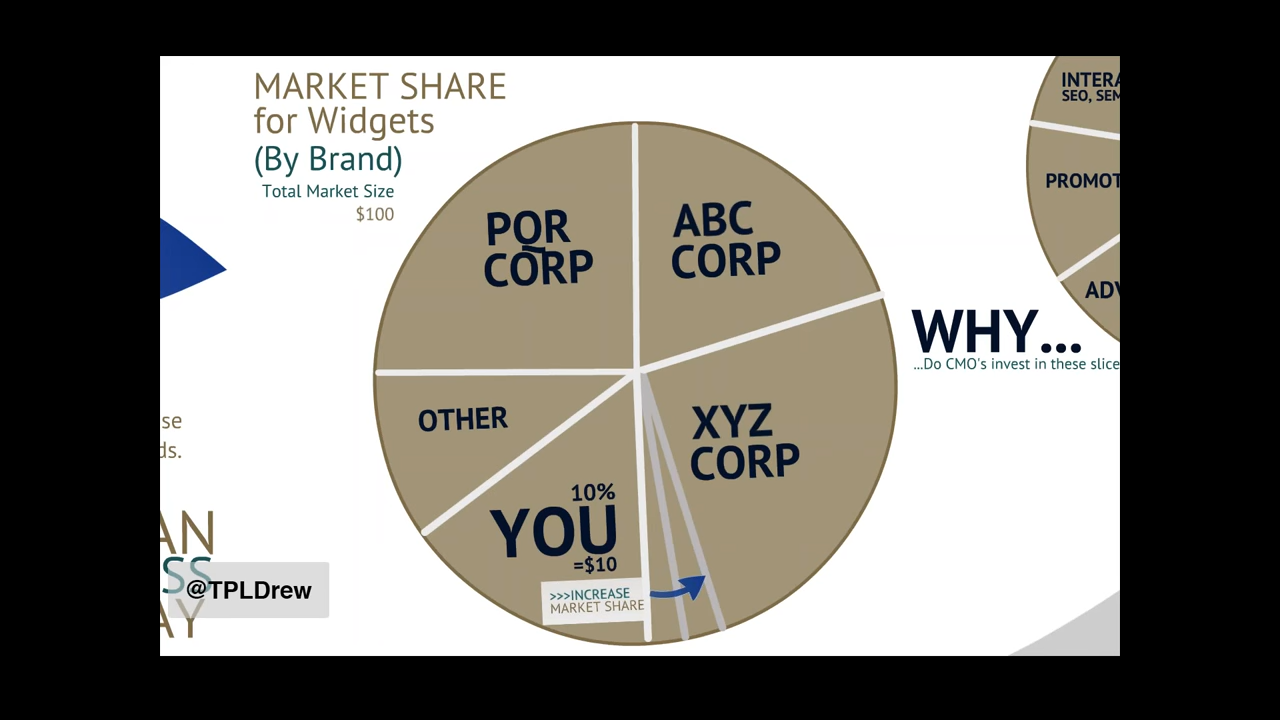 MARKET SHARE
for Widgets
(By Brand)
Total Market Size
$100
PQR
CORP
ABC
CORP
OTHER
XYZ
CORP
10%
YOU
=$10
>>>INCREASE
MARKET SHARE
WHY...
...Do CMO's invest in these slice
INTERA
SEO, SEM
PROMOT
ADV
se
ds.
AN
SS
AY
@TPLDrew